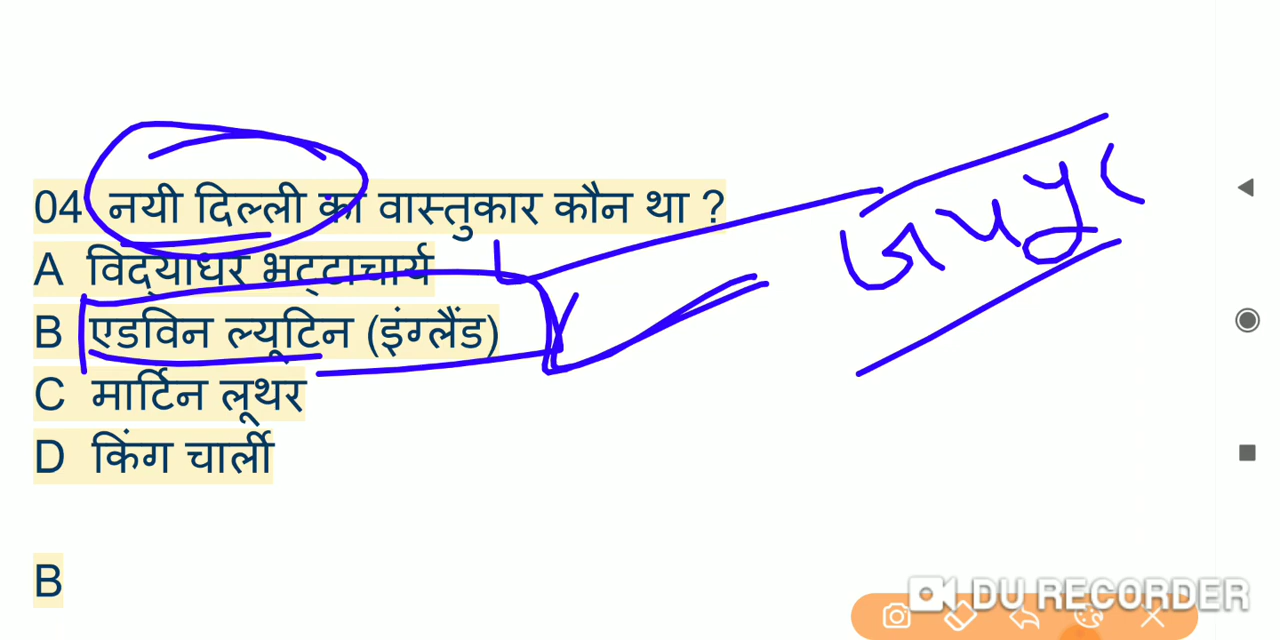 04 नयी दिल्ली का वास्तुकार कौन था ?
A विद्याधर भट्टाचार्य
B एडविन ल्यूटिन (इंग्लैंड)
C मार्टिन लूथर
D किंग चार्ली
जयपुर
B
DU RECORDER